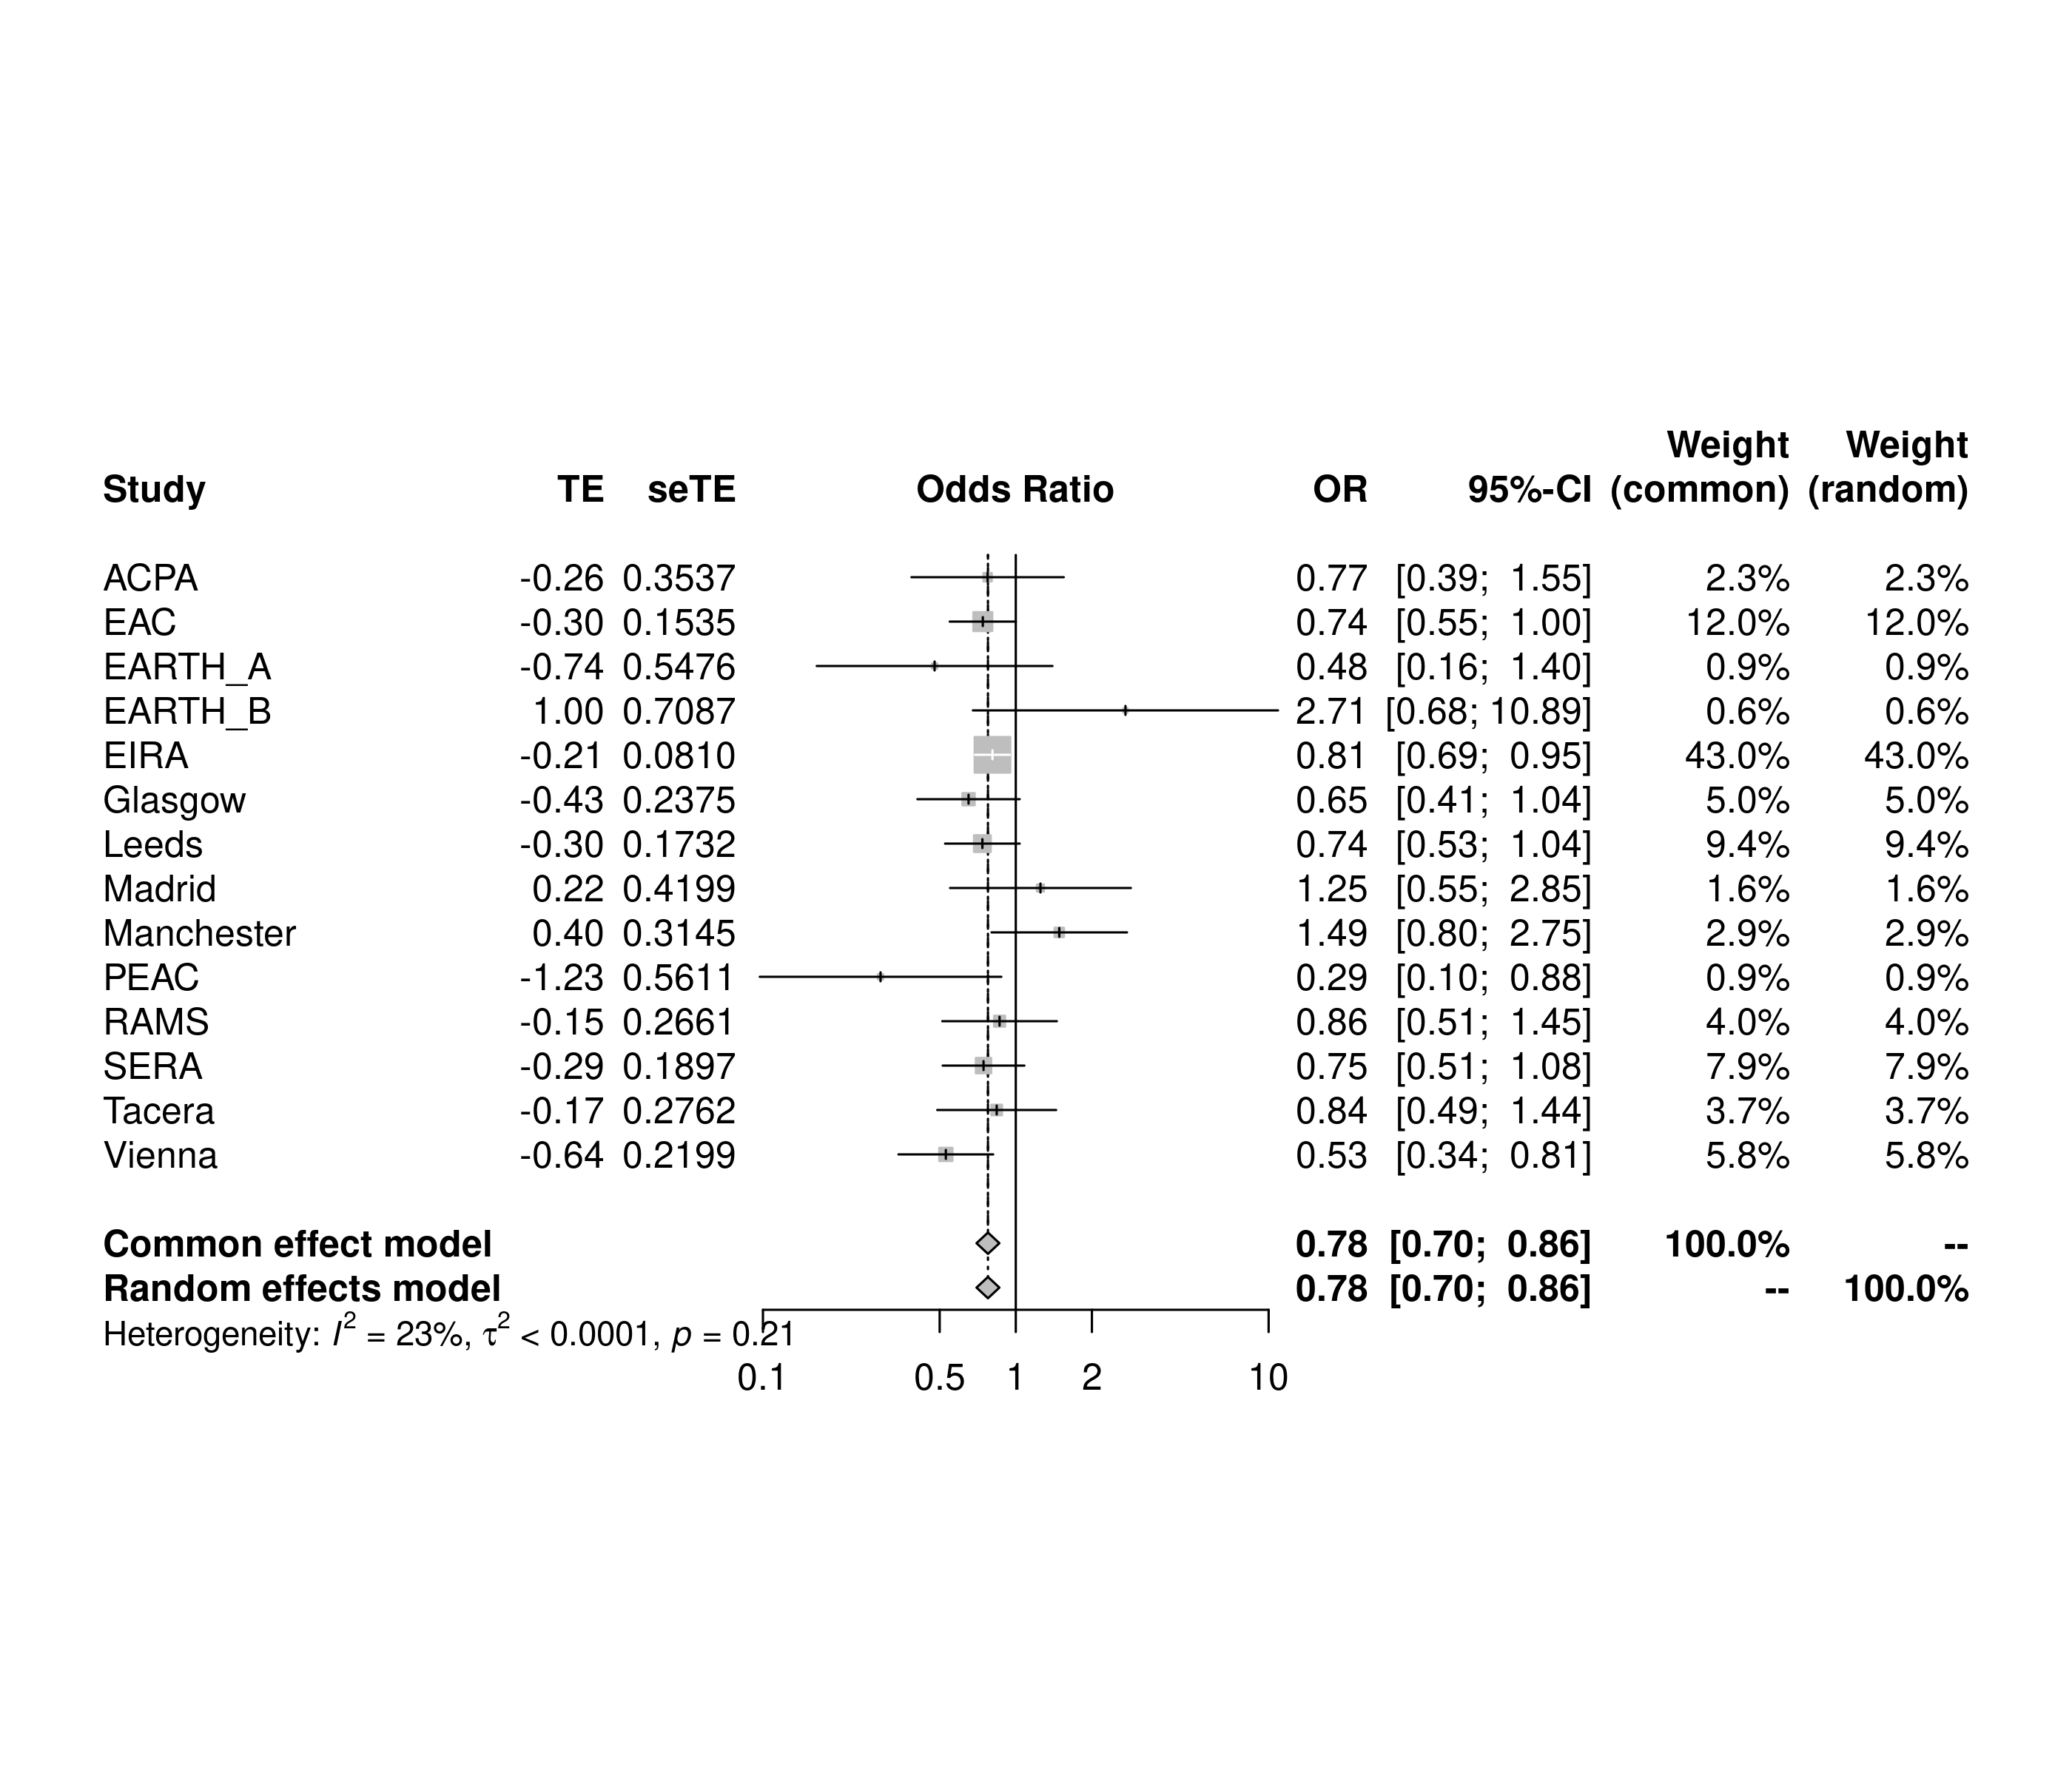 Weight Weight
Study TE seTE Odds Ratio OR 95%-CI (common) (random)
ACPA -0.26 0.3537 0.77 [0.39; 1.55] 2.3% 2.3%
EAC -0.30 0.1535 0.74 [0.55; 1.00] 12.0% 12.0%
EARTH_A -0.74 0.5476 0.48 [0.16; 1.40] 0.9% 0.9%
EARTH_B 1.00 0.7087 2.71 [0.68; 10.89] 0.6% 0.6%
EIRA -0.21 0.0810 0.81 [0.69; 0.95] 43.0% 43.0%
Glasgow -0.43 0.2375 0.65 [0.41; 1.04] 5.0% 5.0%
Leeds -0.30 0.1732 0.74 [0.53; 1.04] 9.4% 9.4%
Madrid 0.22 0.4199 1.25 [0.55; 2.85] 1.6% 1.6%
Manchester 0.40 0.3145 1.49 [0.80; 2.75] 2.9% 2.9%
PEAC -1.23 0.5611 0.29 [0.10; 0.88] 0.9% 0.9%
RAMS -0.15 0.2661 0.86 [0.51; 1.45] 4.0% 4.0%
SERA -0.29 0.1897 0.75 [0.51; 1.08] 7.9% 7.9%
Tacera -0.17 0.2762 0.84 [0.49; 1.44] 3.7% 3.7%
Vienna -0.64 0.2199 0.53 [0.34; 0.81] 5.8% 5.8%
Common effect model 0.78 [0.70; 0.86] 100.0% --
Random effects model 0.78 [0.70; 0.86] -- 100.0%
Heterogeneity: I² = 23%, τ² < 0.0001, p = 0.21
0.1 0.5 1 2 10